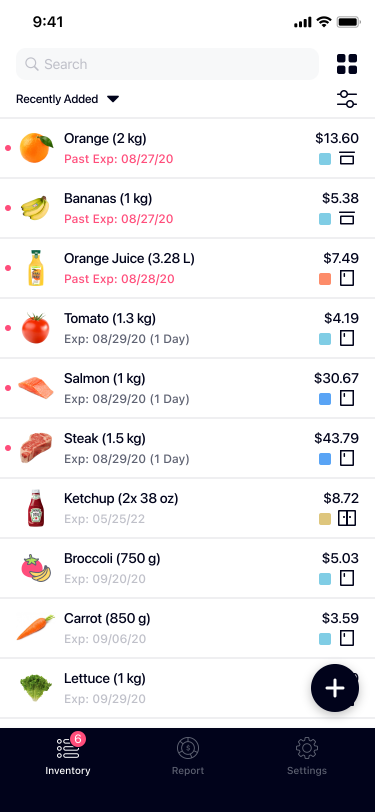 9:41
Search
Recently Added
Orange (2 kg)
$13.60
Past Exp: 08/27/20
Bananas (1 kg)
$5.38
Past Exp: 08/27/20
Orange Juice (3.28 L)
$7.49
Past Exp: 08/28/20
Tomato (1.3 kg)
$4.19
Exp: 08/29/20 (1 Day)
Salmon (1 kg)
$30.67
Exp: 08/29/20 (1 Day)
Steak (1.5 kg)
$43.79
Exp: 08/29/20 (1 Day)
Ketchup (2x 38 oz)
$8.72
Exp: 05/25/22
Broccoli (750 g)
$5.03
Exp: 09/20/20
Carrot (850 g)
$3.59
Exp: 09/06/20
Lettuce (1 kg)
Exp: 09/29/20
6
Inventory
Report
Settings